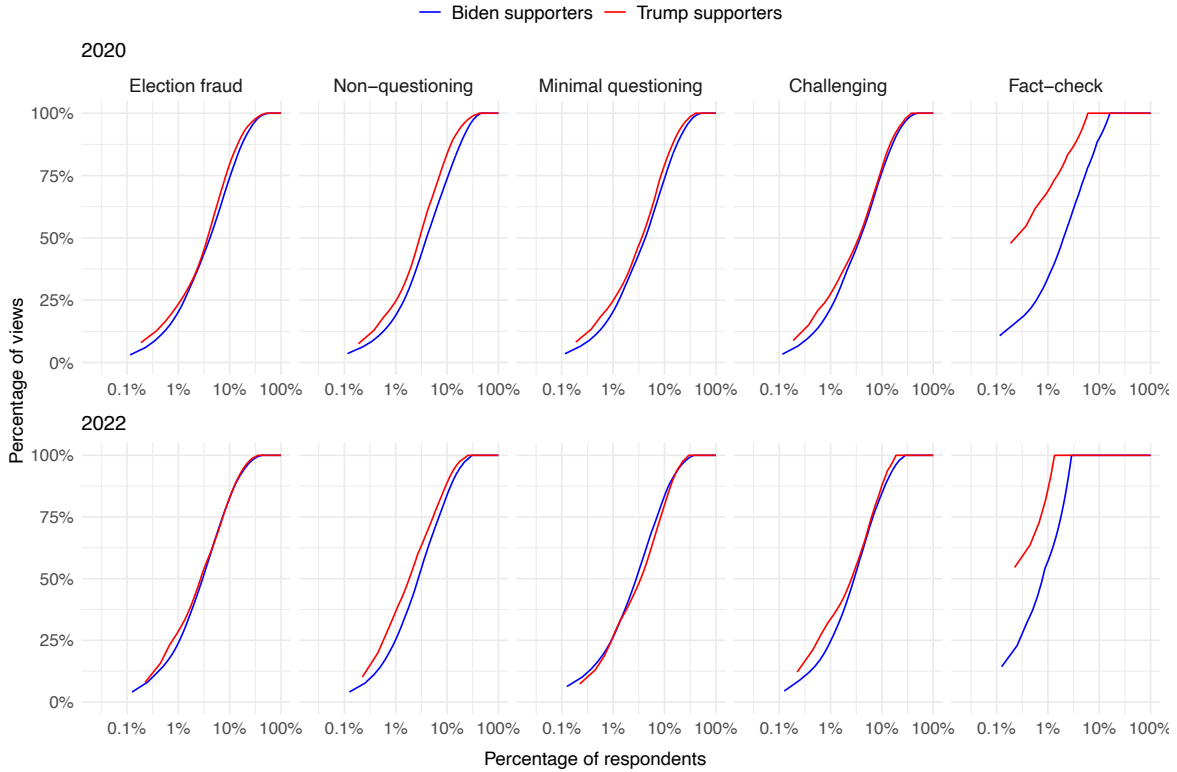 Biden supporters Trump supporters
2020
Election fraud Non−questioning Minimal questioning Challenging Fact−check
100%
75%
50%
25%
0%
0.1% 1% 10% 100% 0.1% 1% 10% 100% 0.1% 1% 10% 100% 0.1% 1% 10% 100% 0.1% 1% 10% 100%
Percentage of views
2022
100%
75%
50%
25%
0%
0.1% 1% 10% 100% 0.1% 1% 10% 100% 0.1% 1% 10% 100% 0.1% 1% 10% 100% 0.1% 1% 10% 100%
Percentage of respondents